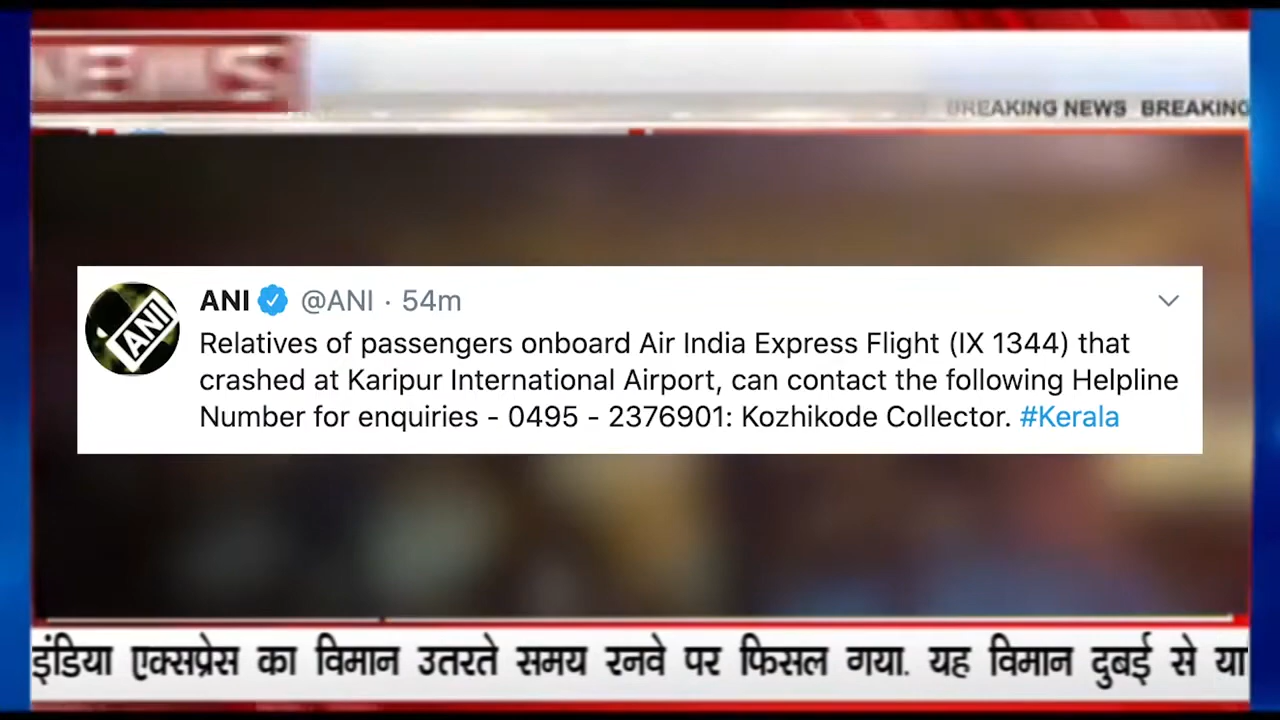 NEWS
BREAKING NEWS BREAKING
ANI @ANI · 54m
ANI
Relatives of passengers onboard Air India Express Flight (IX 1344) that
crashed at Karipur International Airport, can contact the following Helpline
Number for enquiries - 0495 - 2376901: Kozhikode Collector. #Kerala
इंडिया एक्सप्रेस का विमान उतरते समय रनवे पर फिसल गया. यह विमान दुबई से या